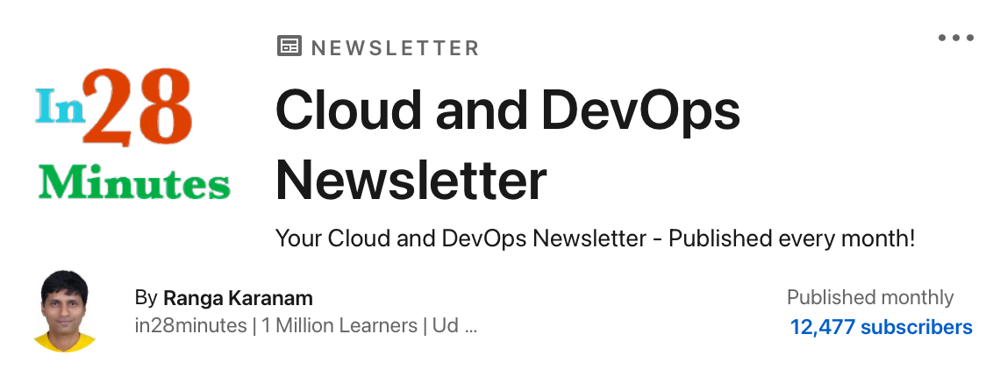 In28
Minutes
NEWSLETTER
Cloud and DevOps
Newsletter
Your Cloud and DevOps Newsletter - Published every month!
By Ranga Karanam
in28minutes | 1 Million Learners | Ud ...
Published monthly
12,477 subscribers